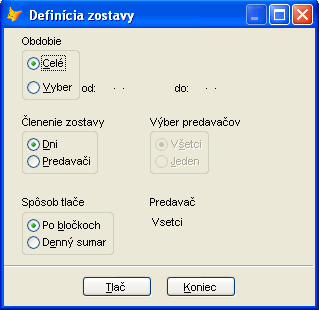 Definícia zostavy
Obdobie
Celé
Vyber od: . . do: . .
Členenie zostavy Výber predavačov
Dni Všetci
Predavači Jeden
Spôsob tlače Predavač
Po bločkoch Vsetci
Denný sumar
Tlač Koniec